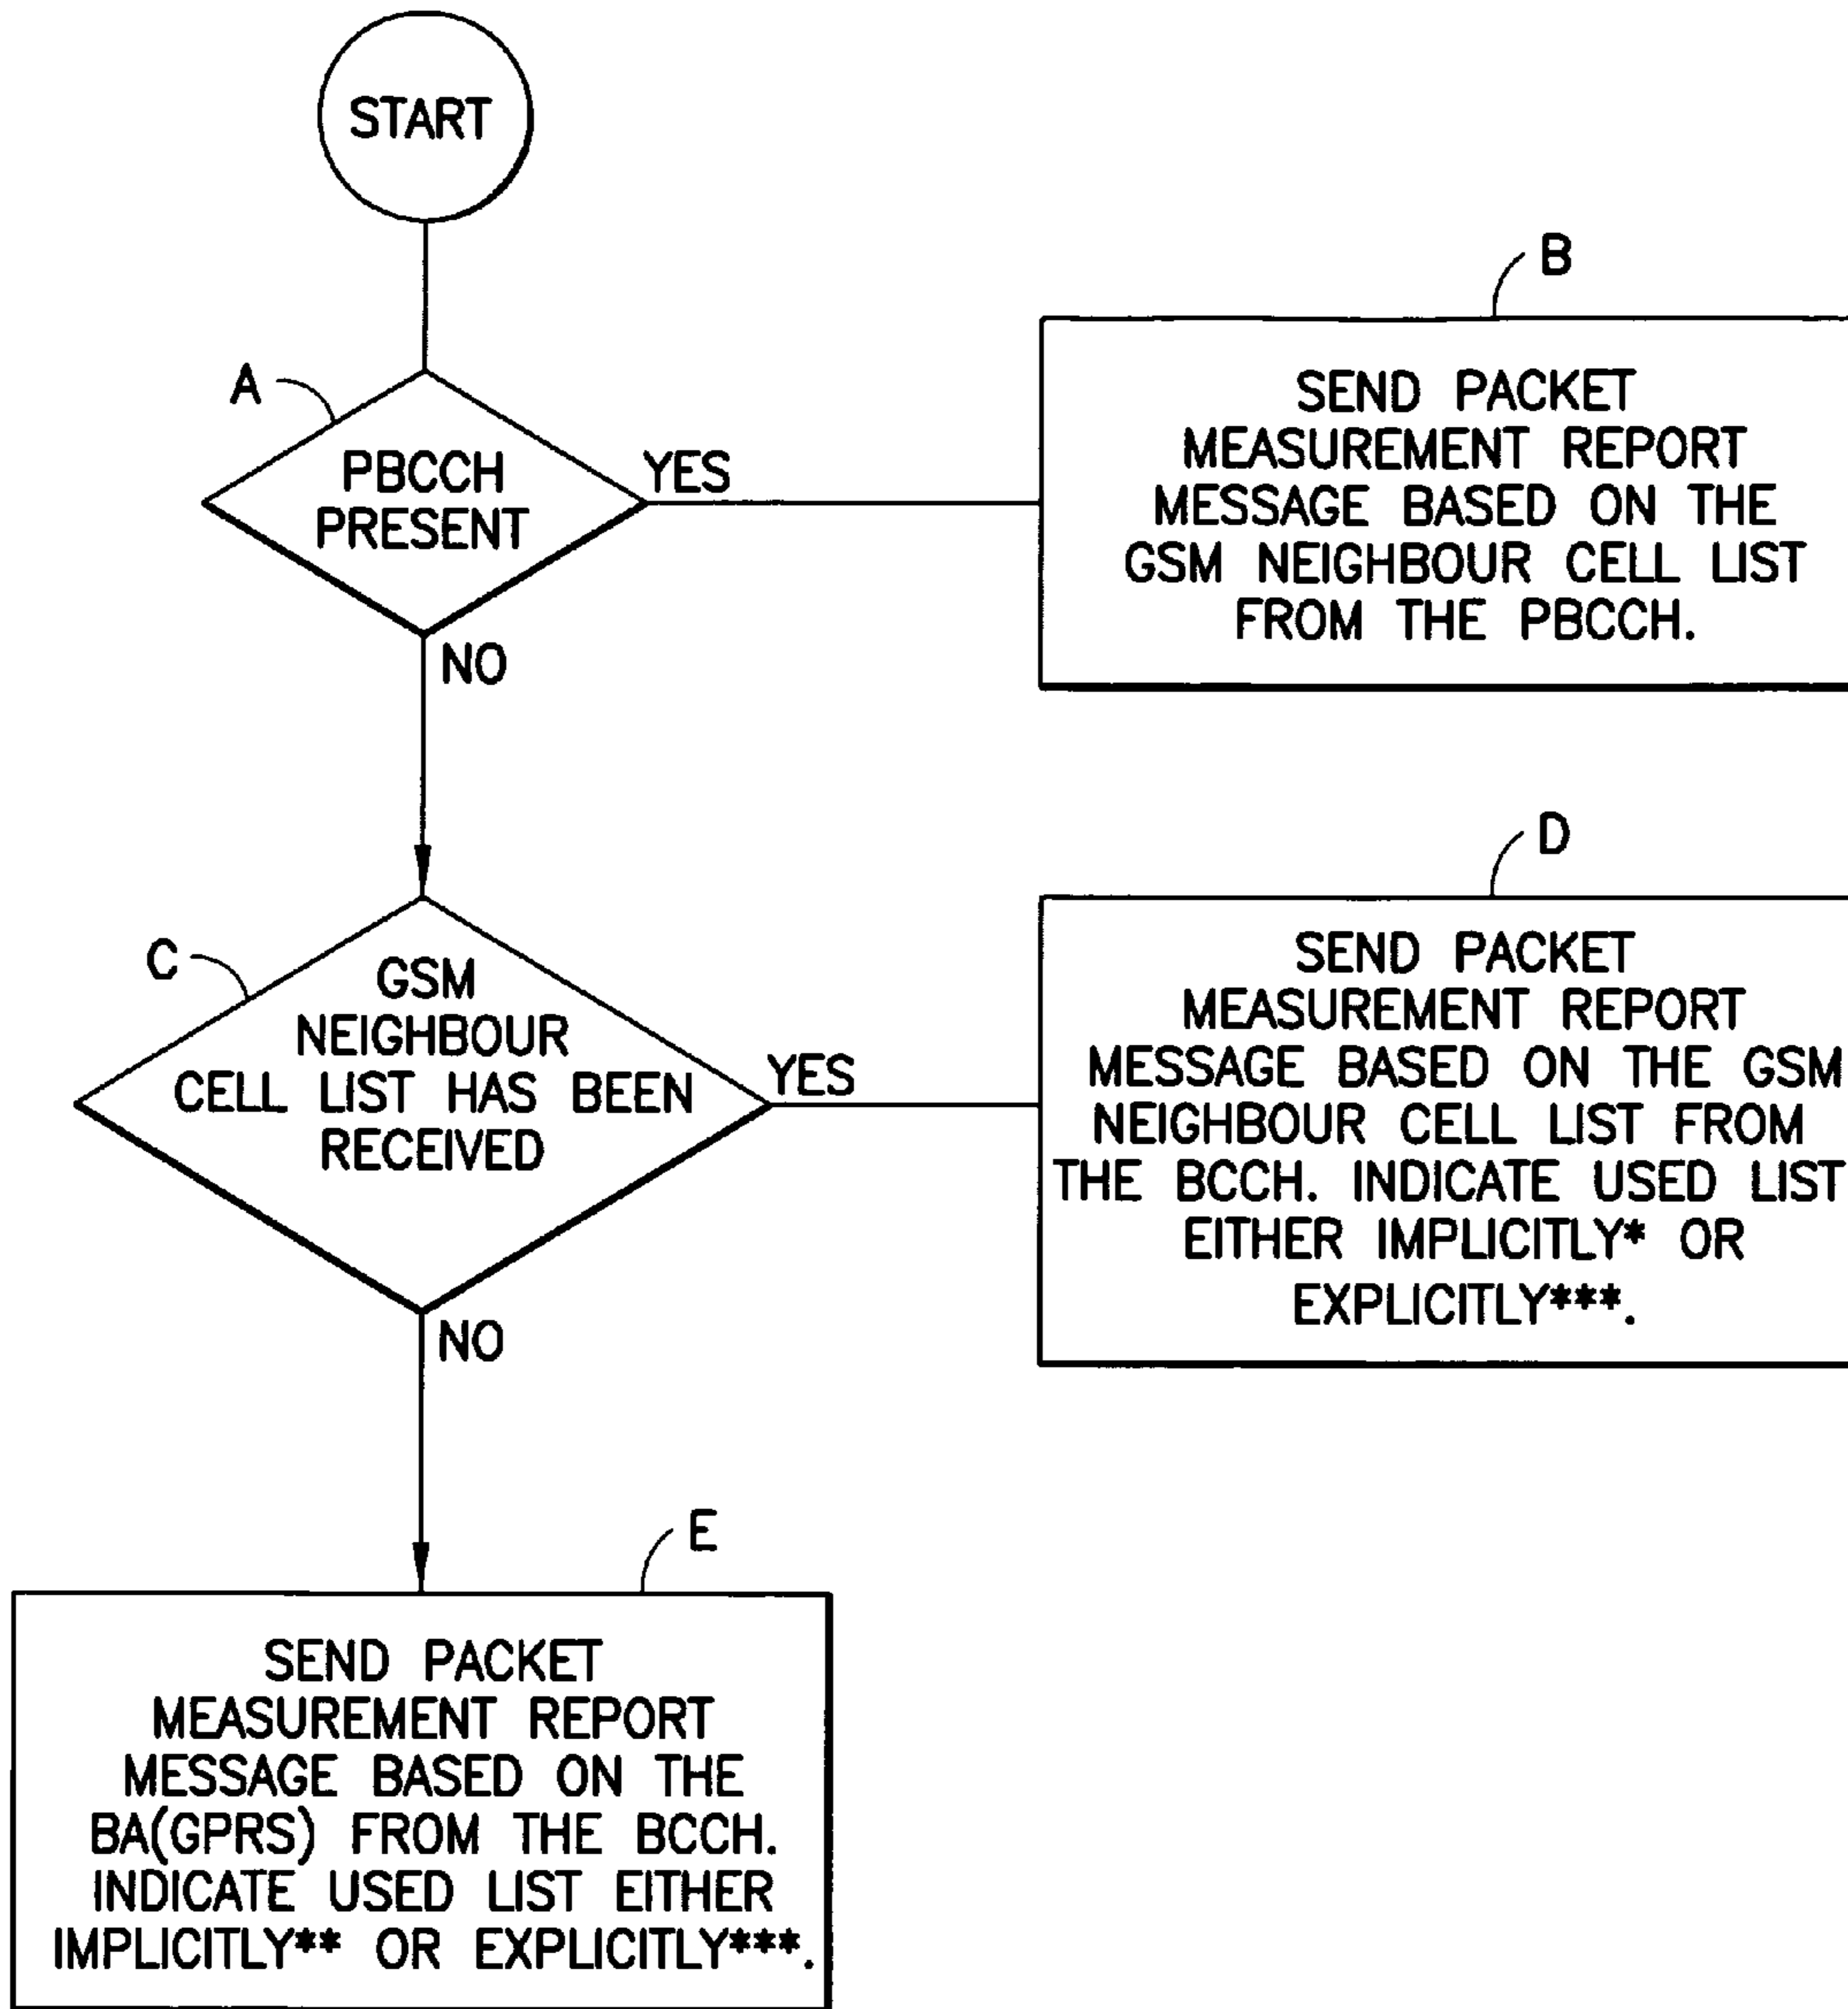 START
A
PBCCH
PRESENT
YES
NO
B
SEND PACKET
MEASUREMENT REPORT
MESSAGE BASED ON THE
GSM NEIGHBOUR CELL LIST
FROM THE PBCCH.
C
GSM
NEIGHBOUR
CELL LIST HAS BEEN
RECEIVED
YES
NO
D
SEND PACKET
MEASUREMENT REPORT
MESSAGE BASED ON THE GSM
NEIGHBOUR CELL LIST FROM
THE BCCH. INDICATE USED LIST
EITHER IMPLICITLY* OR
EXPLICITLY***.
E
SEND PACKET
MEASUREMENT REPORT
MESSAGE BASED ON THE
BA(GPRS) FROM THE BCCH.
INDICATE USED LIST EITHER
IMPLICITLY** OR EXPLICITLY***.